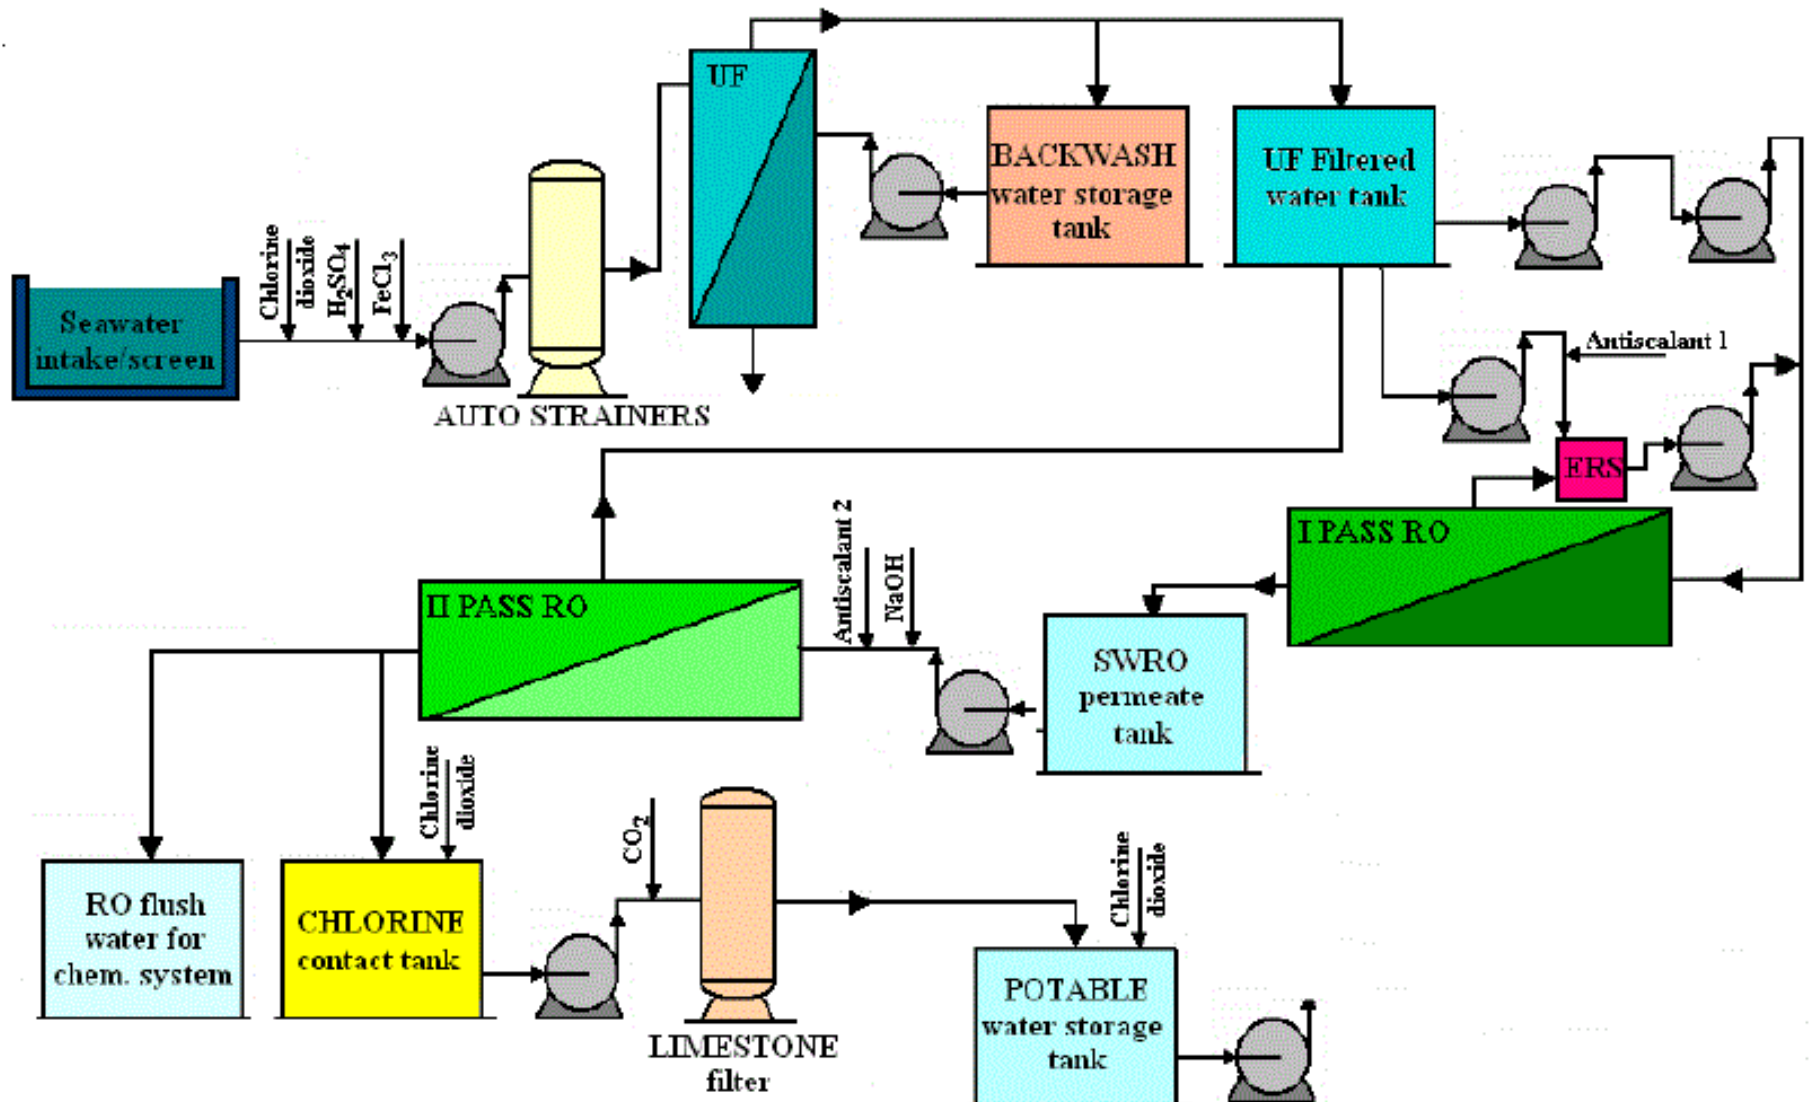 UF
BACKWASH
water storage
tank
UF Filtered
water tank
Chlorine
dioxide
H2SO4
FeCl3
Seawater
intake/screen
AUTO STRAINERS
Antiscalant 1
ERS
I PASS RO
Antiscalant 2
NaOH
II PASS RO
SWRO
permeate
tank
Chlorine
dioxide
CO2
Chlorine
dioxide
RO flush
water for
chem. system
CHLORINE
contact tank
LIMESTONE
filter
POTABLE
water storage
tank